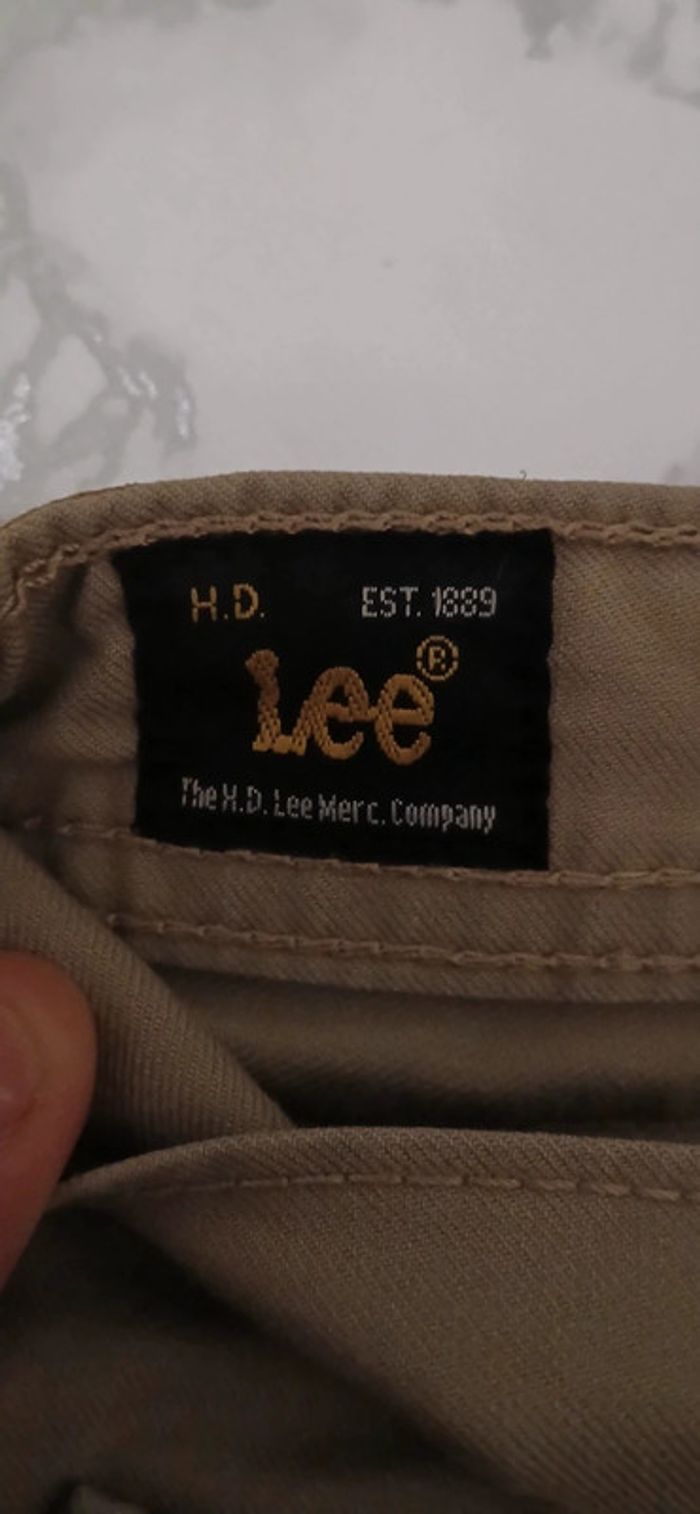 H.D. EST. 1889
Lee®
The H.D. Lee Merc. Company